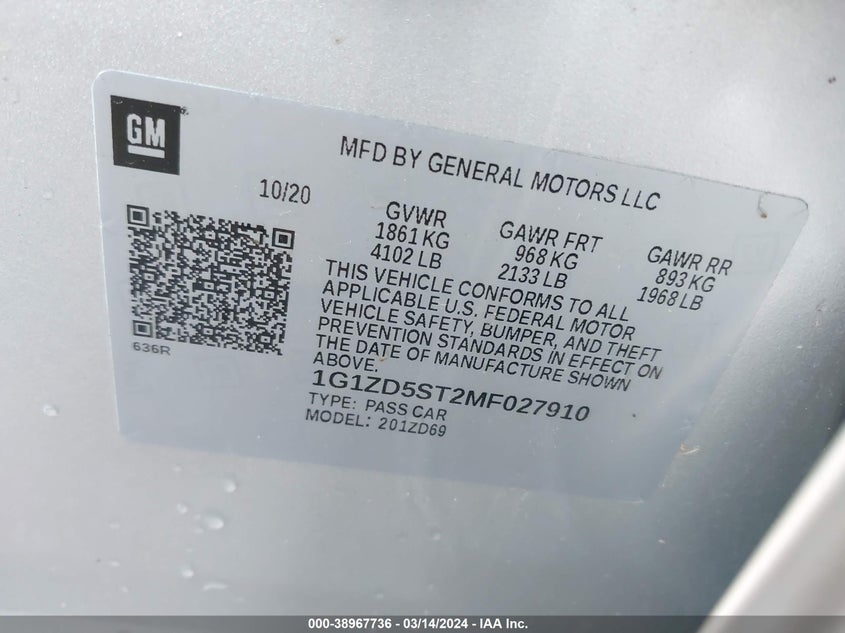 GM
MFD BY GENERAL MOTORS LLC
10/20
GVWR GAWR FRT GAWR RR
1861 KG 968 KG 893 KG
4102 LB 2133 LB 1968 LB
THIS VEHICLE CONFORMS TO ALL
APPLICABLE U.S. FEDERAL MOTOR
VEHICLE SAFETY, BUMPER, AND THEFT
PREVENTION STANDARDS IN EFFECT ON
THE DATE OF MANUFACTURE SHOWN
ABOVE.
636R
1G1ZD5ST2MF027910
TYPE: PASS CAR
MODEL: 201ZD69
000-38967736 - 03/14/2024 - IAA Inc.